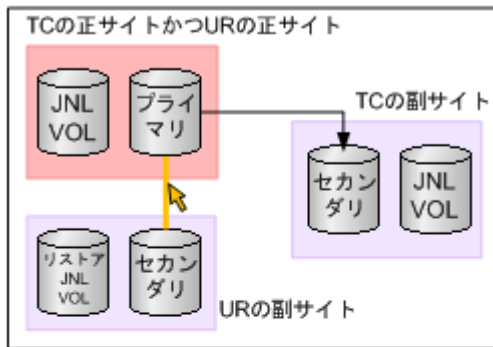 TCの正サイトかつURの正サイト
JNL
VOL
プライ
マリ
TCの副サイト
セカン
ダリ
JNL
VOL
リストア
JNL
VOL
セカン
ダリ
URの副サイト